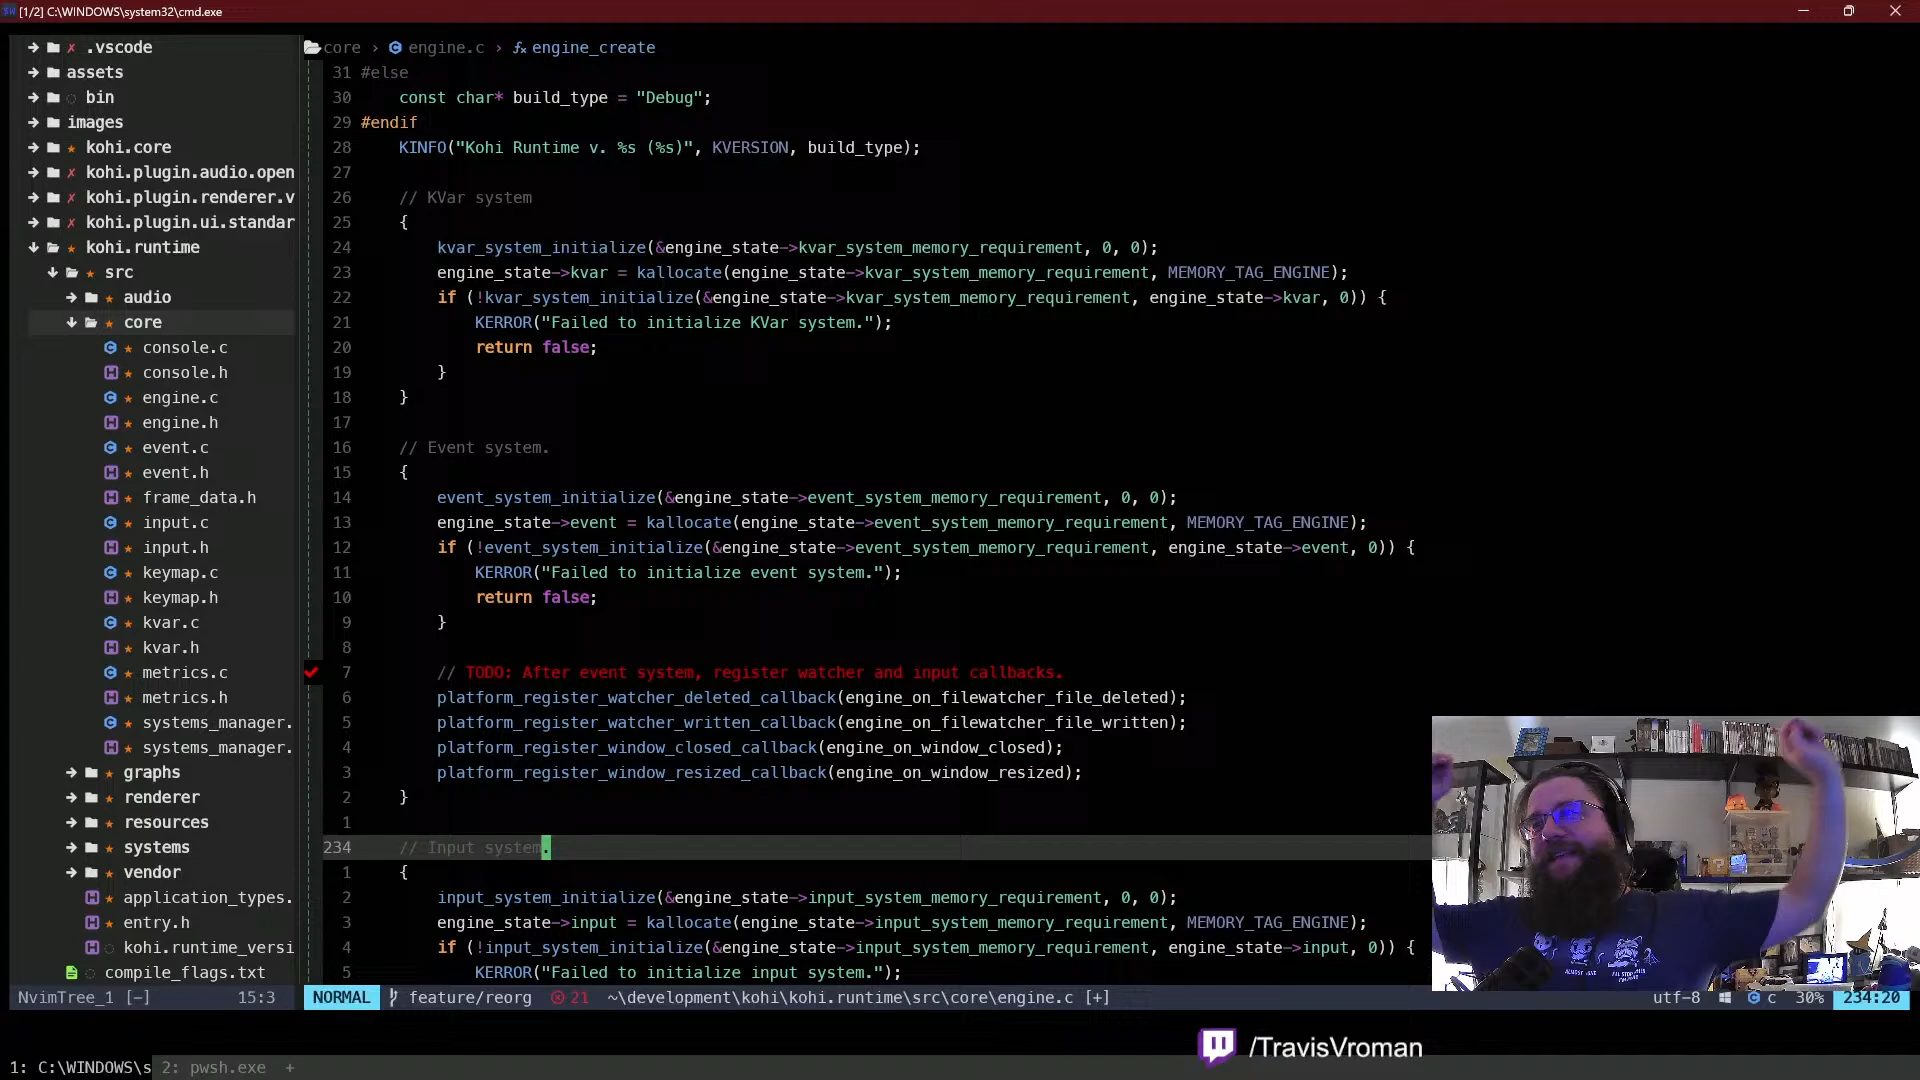 [1/2] C:\WINDOWS\system32\cmd.exe
.vscode
assets
bin
images
kohi.core
kohi.plugin.audio.open
kohi.plugin.renderer.v
kohi.plugin.ui.standar
kohi.runtime
src
audio
core
console.c
console.h
engine.c
engine.h
event.c
event.h
frame_data.h
input.c
input.h
keymap.c
keymap.h
kvar.c
kvar.h
metrics.c
metrics.h
systems_manager.
systems_manager.
graphs
renderer
resources
systems
vendor
application_types.
entry.h
kohi.runtime_versi
compile_flags.txt
NvimTree_1 [-] 15:3
core › engine.c › engine_create
31 #else
30 const char* build_type = "Debug";
29 #endif
28 KINFO("Kohi Runtime v. %s (%s)", KVERSION, build_type);
27
26 // KVar system
25 {
24 kvar_system_initialize(&engine_state->kvar_system_memory_requirement, 0, 0);
23 engine_state->kvar = kallocate(engine_state->kvar_system_memory_requirement, MEMORY_TAG_ENGINE);
22 if (!kvar_system_initialize(&engine_state->kvar_system_memory_requirement, engine_state->kvar, 0)) {
21 KERROR("Failed to initialize KVar system.");
20 return false;
19 }
18 }
17
16 // Event system.
15 {
14 event_system_initialize(&engine_state->event_system_memory_requirement, 0, 0);
13 engine_state->event = kallocate(engine_state->event_system_memory_requirement, MEMORY_TAG_ENGINE);
12 if (!event_system_initialize(&engine_state->event_system_memory_requirement, engine_state->event, 0)) {
11 KERROR("Failed to initialize event system.");
10 return false;
9 }
8
7 // TODO: After event system, register watcher and input callbacks.
6 platform_register_watcher_deleted_callback(engine_on_filewatcher_file_deleted);
5 platform_register_watcher_written_callback(engine_on_filewatcher_file_written);
4 platform_register_window_closed_callback(engine_on_window_closed);
3 platform_register_window_resized_callback(engine_on_window_resized);
2 }
1
234 // Input system.
1 {
2 input_system_initialize(&engine_state->input_system_memory_requirement, 0, 0);
3 engine_state->input = kallocate(engine_state->input_system_memory_requirement, MEMORY_TAG_ENGINE);
4 if (!input_system_initialize(&engine_state->input_system_memory_requirement, engine_state->input, 0)) {
5 KERROR("Failed to initialize input system.");
NORMAL feature/reorg 21 ~\development\kohi\kohi.runtime\src\core\engine.c [+] utf-8 c 30% 234:20
/TravisVroman
1: C:\WINDOWS\s 2: pwsh.exe +